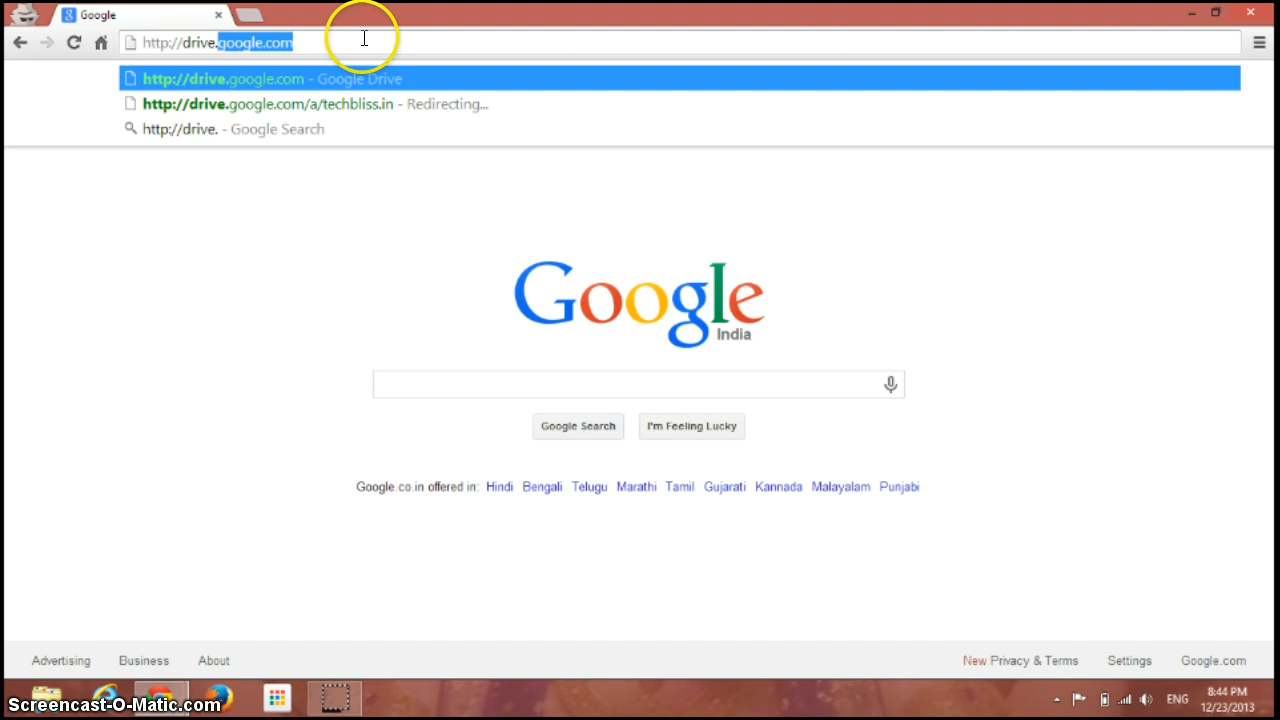 Google
http://drive.google.com
http://drive.google.com - Google Drive
http://drive.google.com/a/techbliss.in - Redirecting...
http://drive. - Google Search
Google
India
Google Search
I'm Feeling Lucky
Google.co.in offered in: Hindi Bengali Telugu Marathi Tamil Gujarati Kannada Malayalam Punjabi
Advertising Business About New Privacy & Terms Settings Google.com
Screencast-O-Matic.com
ENG
8:44 PM
12/23/2013